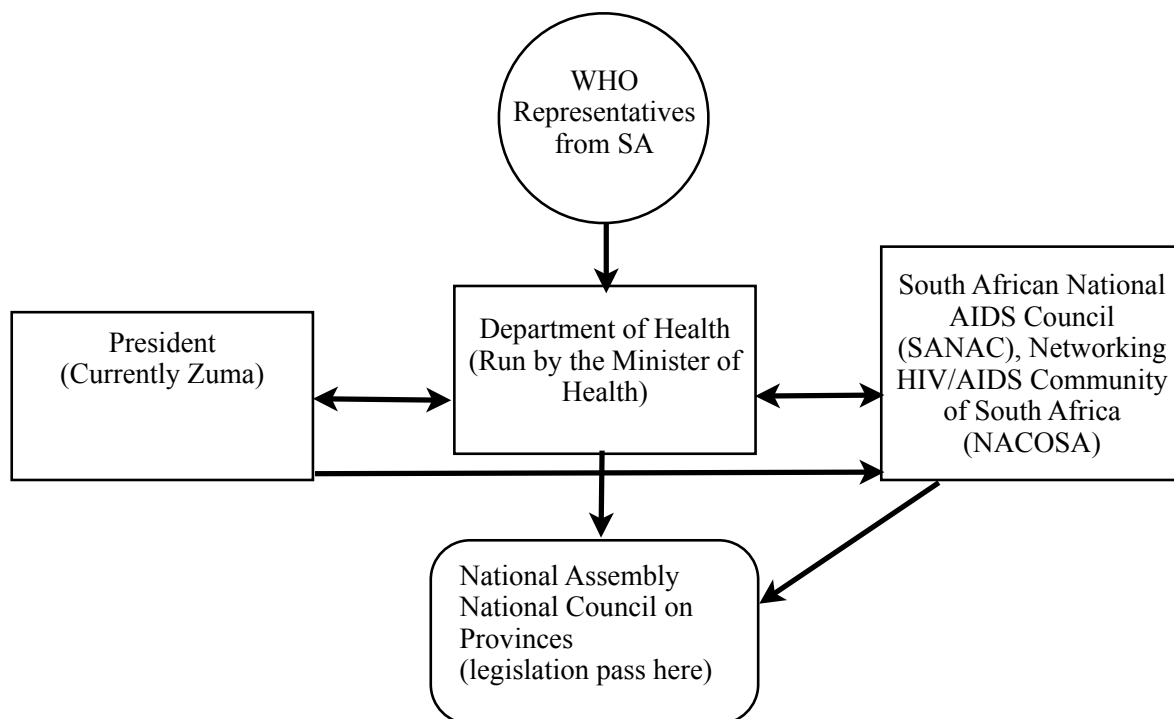 WHO
Representatives
from SA
President
(Currently Zuma)
Department of Health
(Run by the Minister of
Health)
South African National
AIDS Council
(SANAC), Networking
HIV/AIDS Community
of South Africa
(NACOSA)
National Assembly
National Council on
Provinces
(legislation pass here)